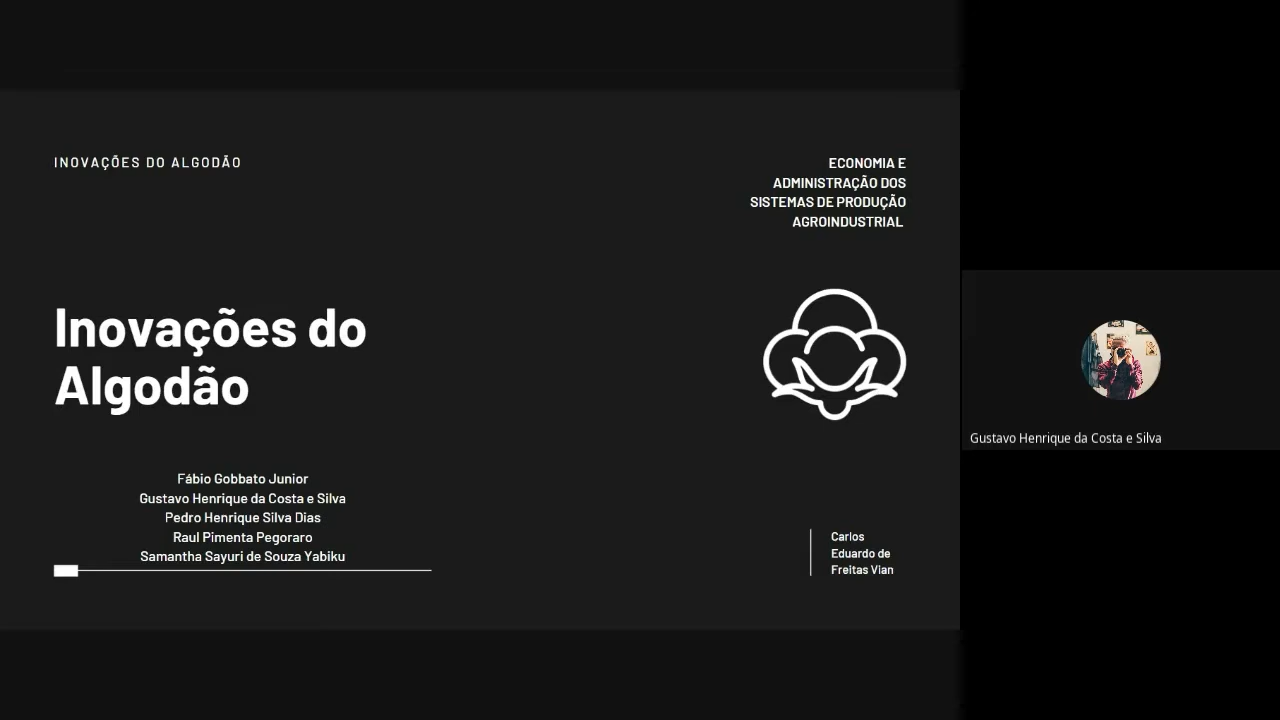 INOVAÇÕES DO ALGODÃO
ECONOMIA E
ADMINISTRAÇÃO DOS
SISTEMAS DE PRODUÇÃO
AGROINDUSTRIAL
Inovações do
Algodão
Fábio Gobbato Junior
Gustavo Henrique da Costa e Silva
Pedro Henrique Silva Dias
Raul Pimenta Pegoraro
Samantha Sayuri de Souza Yabiku
Carlos
Eduardo de
Freitas Vian
Gustavo Henrique da Costa e Silva